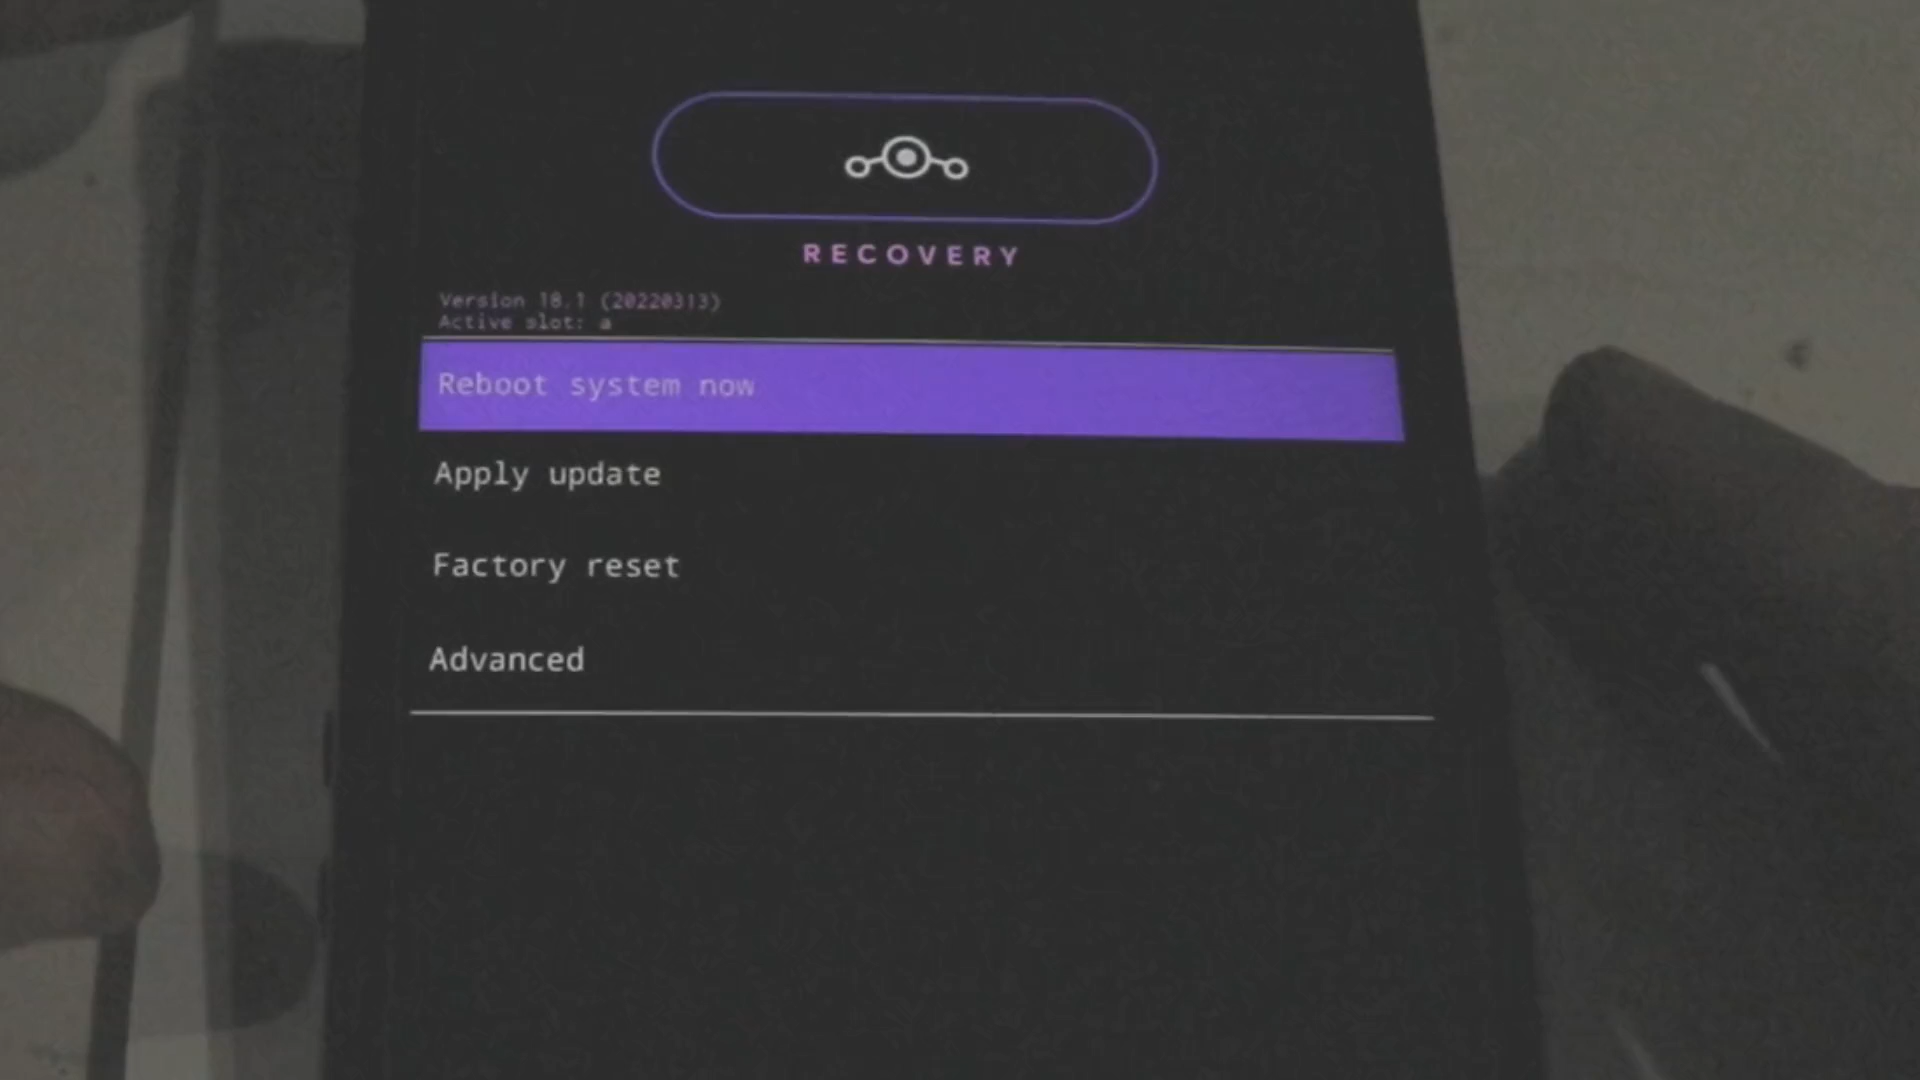 RECOVERY
Version 18.1 (20220313)
Active slot: a
Reboot system now
Apply update
Factory reset
Advanced